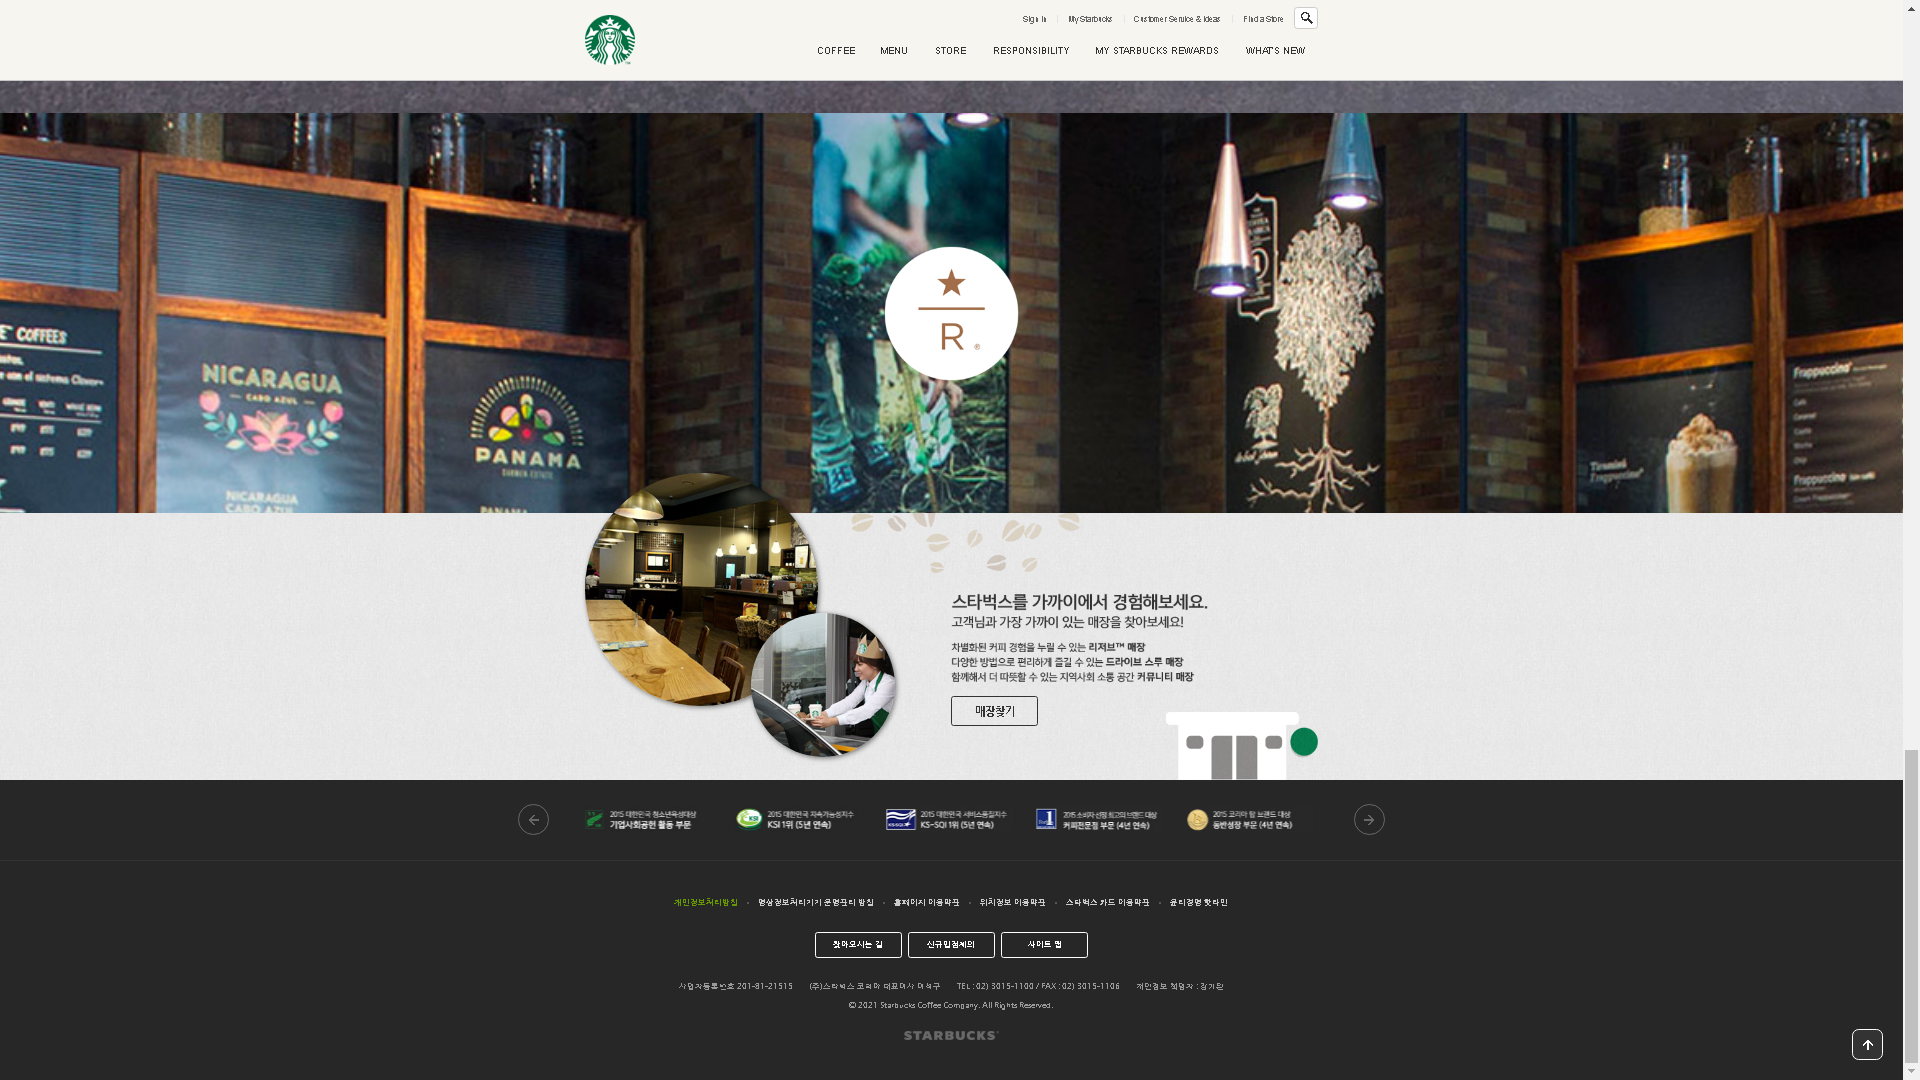 Sign In
My Starbucks
Customer Service & Ideas
Find a Store
COFFEE
MENU
STORE
RESPONSIBILITY
MY STARBUCKS REWARDS
WHAT'S NEW
COFFEES
NICARAGUA
CABO AZUL
NICARAGUA
CABO AZUL
PANAMA
CARMEN ESTATE
PANAMA
R
Frappuccino
Tiramisu
Frappuccino
Frappuccino
스타벅스를 가까이에서 경험해보세요.
고객님과 가장 가까이 있는 매장을 찾아보세요!
차별화된 커피 경험을 누릴 수 있는 리저브™ 매장
다양한 방법으로 편리하게 즐길 수 있는 드라이브 스루 매장
함께해서 더 따뜻할 수 있는 지역사회 소통 공간 커뮤니티 매장
매장찾기
2015 대한민국 청소년육성대상
기업사회공헌 활동 부문
2015 대한민국 지속가능성지수
KSI 1위 (5년 연속)
2015 대한민국 서비스품질지수
KS-SQI 1위 (5년 연속)
2015 소비자 선정 최고의 브랜드 대상
커피전문점 부문 (4년 연속)
2015 코리아 탑 브랜드 대상
동반성장 부문 (4년 연속)
개인정보처리방침
영상정보처리기기 운영관리 방침
홈페이지 이용약관
위치정보 이용약관
스타벅스 카드 이용약관
윤리경영 핫라인
찾아오시는 길
신규입점제의
사이트 맵
사업자등록번호 201-81-21515
(주)스타벅스 코리아 대표이사 이석구
TEL : 02) 3015-1100 / FAX : 02) 3015-1106
개인정보 책임자 : 강기원
© 2021 Starbucks Coffee Company. All Rights Reserved.
STARBUCKS